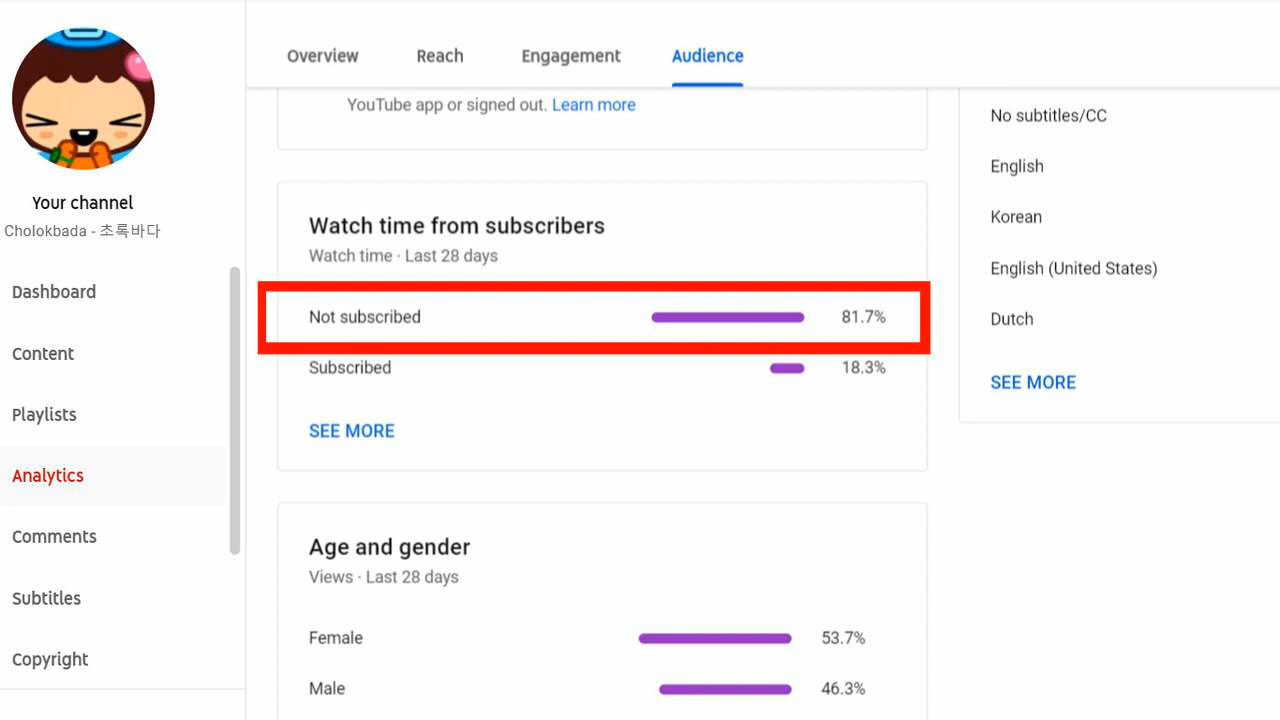 Your channel
Cholokbada - 초록바다
Dashboard
Content
Playlists
Analytics
Comments
Subtitles
Copyright
Overview
Reach
Engagement
Audience
YouTube app or signed out. Learn more
Watch time from subscribers
Watch time · Last 28 days
Not subscribed 81.7%
Subscribed 18.3%
SEE MORE
Age and gender
Views · Last 28 days
Female 53.7%
Male 46.3%
No subtitles/CC
English
Korean
English (United States)
Dutch
SEE MORE